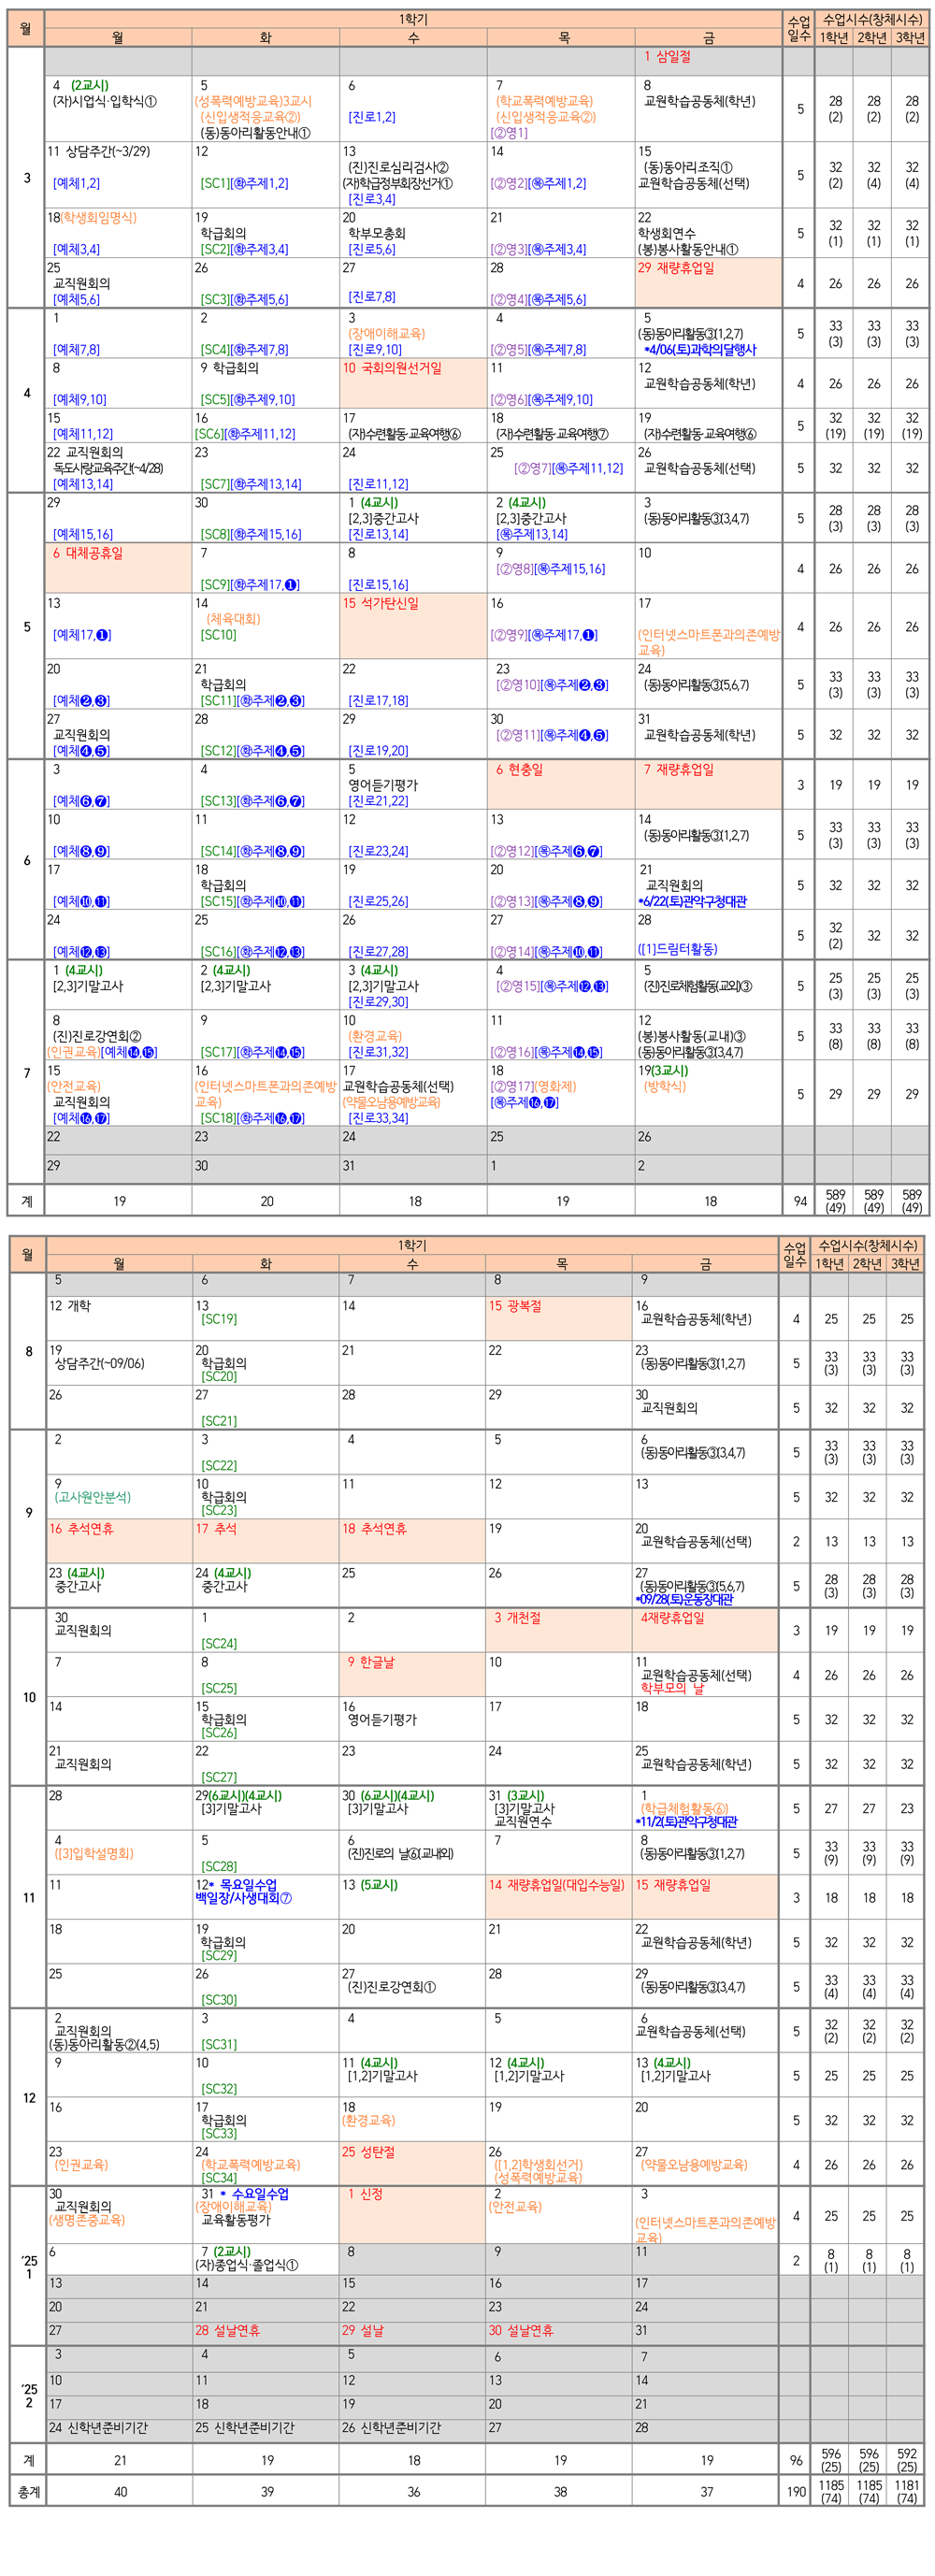 월 1학기 수업일수 수업시수(창체시수)
월 화 수 목 금 1학년 2학년 3학년
3
1 삼일절
4 (2교시) 5 6 7 8
(자)시업식·입학식① (성폭력예방교육)3교시 (학교폭력예방교육) 교원학습공동체(학년)
(신입생적응교육②) [진로1,2] (신입생적응교육②) 5 28 28 28
(동)동아리활동안내① [②영1] (2) (2) (2)
11 상담주간(~3/29) 12 13 14 15
(진)진로심리검사② (동)동아리조직① 5 32 32 32
[예체1,2] [SC1][㉻주제1,2] (자)학급정부회장선거① [②영2][㊍주제1,2] 교원학습공동체(선택) (2) (4) (4)
[진로3,4]
18(학생회임명식) 19 20 21 22
학급회의 학부모총회 학생회연수 5 32 32 32
[예체3,4] [SC2][㉻주제3,4] [진로5,6] [②영3][㊍주제3,4] (봉)봉사활동안내① (1) (1) (1)
25 26 27 28 29 재량휴업일
교직원회의 4 26 26 26
[예체5,6] [SC3][㉻주제5,6] [진로7,8] [②영4][㊍주제5,6]
4
1 2 3 4 5
(장애이해교육) (동)동아리활동③(1,2,7) 5 33 33 33
[예체7,8] [SC4][㉻주제7,8] [진로9,10] [②영5][㊍주제7,8] *4/06(토)과학의달행사 (3) (3) (3)
8 9 학급회의 10 국회의원선거일 11 12
교원학습공동체(학년) 4 26 26 26
[예체9,10] [SC5][㉻주제9,10] [②영6][㊍주제9,10]
15 16 17 18 19
[예체11,12] [SC6][㉻주제11,12] (자)수련활동·교육여행⑥ (자)수련활동·교육여행⑦ (자)수련활동·교육여행⑥ 5 32 32 32
(19) (19) (19)
22 교직원회의 23 24 25 26
독도사랑교육주간(~4/28) [②영7][㊍주제11,12] 교원학습공동체(선택) 5 32 32 32
[예체13,14] [SC7][㉻주제13,14] [진로11,12]
5
29 30 1 (4교시) 2 (4교시) 3
[2,3]중간고사 [2,3]중간고사 (동)동아리활동③(3,4,7) 5 28 28 28
[예체15,16] [SC8][㉻주제15,16] [진로13,14] [㊍주제13,14] (3) (3) (3)
6 대체공휴일 7 8 9 10
[②영8][㊍주제15,16] 4 26 26 26
[SC9][㉻주제17,❶] [진로15,16]
13 14 15 석가탄신일 16 17
(체육대회)
[예체17,❶] [SC10] [②영9][㊍주제17,❶] (인터넷스마트폰과의존예방 4 26 26 26
교육)
20 21 22 23 24
학급회의 [②영10][㊍주제❷,❸] (동)동아리활동③(5,6,7) 5 33 33 33
[예체❷,❸] [SC11][㉻주제❷,❸] [진로17,18] (3) (3) (3)
27 28 29 30 31
교직원회의 [②영11][㊍주제❹,❺] 교원학습공동체(학년) 5 32 32 32
[예체❹,❺] [SC12][㉻주제❹,❺] [진로19,20]
6
3 4 5 6 현충일 7 재량휴업일
영어듣기평가 3 19 19 19
[예체❻,❼] [SC13][㉻주제❻,❼] [진로21,22]
10 11 12 13 14
(동)동아리활동③(1,2,7) 5 33 33 33
[예체❽,❾] [SC14][㉻주제❽,❾] [진로23,24] [②영12][㊍주제❻,❼] (3) (3) (3)
17 18 19 20 21
학급회의 교직원회의 5 32 32 32
[예체❿,⓫] [SC15][㉻주제❿,⓫] [진로25,26] [②영13][㊍주제❽,❾] *6/22(토)관악구청대관
24 25 26 27 28
[예체⓬,⓭] [SC16][㉻주제⓬,⓭] [진로27,28] [②영14][㊍주제❿,⓫] ([1]드림터활동) 5 32 32 32
(2)
7
1 (4교시) 2 (4교시) 3 (4교시) 4 5
[2,3]기말고사 [2,3]기말고사 [2,3]기말고사 [②영15][㊍주제⓬,⓭] (진)진로체험활동(교외)③ 5 25 25 25
[진로29,30] (3) (3) (3)
8 9 10 11 12
(진)진로강연회② (환경교육) (봉)봉사활동(교내)③ 5 33 33 33
(인권교육)[예체⓮,⓯] [SC17][㉻주제⓮,⓯] [진로31,32] [②영16][㊍주제⓮,⓯] (동)동아리활동③(3,4,7) (8) (8) (8)
15 16 17 18 19(3교시)
(안전교육) (인터넷스마트폰과의존예방 교원학습공동체(선택) [②영17](영화제) (방학식)
교직원회의 교육) (약물오남용예방교육) [㊍주제⓰,⓱] 5 29 29 29
[예체⓰,⓱] [SC18][㉻주제⓰,⓱] [진로33,34]
22 23 24 25 26
29 30 31 1 2
계 19 20 18 19 18 94 589 589 589
(49) (49) (49)
월 1학기 수업일수 수업시수(창체시수)
월 화 수 목 금 1학년 2학년 3학년
8
5 6 7 8 9
12 개학 13 14 15 광복절 16
[SC19] 교원학습공동체(학년) 4 25 25 25
19 20 21 22 23
상담주간(~09/06) 학급회의 (동)동아리활동③(1,2,7) 5 33 33 33
[SC20] (3) (3) (3)
26 27 28 29 30
교직원회의 5 32 32 32
[SC21]
9
2 3 4 5 6
(동)동아리활동③(3,4,7) 5 33 33 33
[SC22] (3) (3) (3)
9 10 11 12 13
(고사원안분석) 학급회의 5 32 32 32
[SC23]
16 추석연휴 17 추석 18 추석연휴 19 20
교원학습공동체(선택) 2 13 13 13
23 (4교시) 24 (4교시) 25 26 27
중간고사 중간고사 (동)동아리활동③(5,6,7) 5 28 28 28
*09/28(토)운동장대관 (3) (3) (3)
10
30 1 2 3 개천절 4재량휴업일
교직원회의 3 19 19 19
[SC24]
7 8 9 한글날 10 11
교원학습공동체(선택) 4 26 26 26
[SC25] 학부모의 날
14 15 16 17 18
학급회의 영어듣기평가 5 32 32 32
[SC26]
21 22 23 24 25
교직원회의 교원학습공동체(학년) 5 32 32 32
[SC27]
11
28 29(6교시)(4교시) 30 (6교시)(4교시) 31 (3교시) 1
[3]기말고사 [3]기말고사 [3]기말고사 (학급체험활동⑥) 5 27 27 23
교직원연수 *11/2(토)관악구청대관
4 5 6 7 8
([3]입학설명회) (진)진로의 날⑥(교내외) (동)동아리활동③(1,2,7) 5 33 33 33
[SC28] (9) (9) (9)
11 12* 목요일수업 13 (5교시) 14 재량휴업일(대입수능일) 15 재량휴업일
백일장/사생대회⑦ 3 18 18 18
18 19 20 21 22
학급회의 교원학습공동체(학년) 5 32 32 32
[SC29]
25 26 27 28 29
(진)진로강연회① (동)동아리활동③(3,4,7) 5 33 33 33
[SC30] (4) (4) (4)
12
2 3 4 5 6
교직원회의 교원학습공동체(선택) 5 32 32 32
(동)동아리활동②(4,5) [SC31] (2) (2) (2)
9 10 11 (4교시) 12 (4교시) 13 (4교시)
[1,2]기말고사 [1,2]기말고사 [1,2]기말고사 5 25 25 25
[SC32]
16 17 18 19 20
학급회의 (환경교육) 5 32 32 32
[SC33]
23 24 25 성탄절 26 27
(인권교육) (학교폭력예방교육) ([1,2]학생회선거) (약물오남용예방교육) 4 26 26 26
[SC34] (성폭력예방교육)
´25
1
30 31 * 수요일수업 1 신정 2 3
교직원회의 (장애이해교육) (안전교육)
(생명존중교육) 교육활동평가 (인터넷스마트폰과의존예방 4 25 25 25
교육)
6 7 (2교시) 8 9 11
(자)종업식·졸업식① 2 8 8 8
(1) (1) (1)
13 14 15 16 17
20 21 22 23 24
27 28 설날연휴 29 설날 30 설날연휴 31
´25
2
3 4 5 6 7
10 11 12 13 14
17 18 19 20 21
24 신학년준비기간 25 신학년준비기간 26 신학년준비기간 27 28
계 21 19 18 19 19 96 596 596 592
(25) (25) (25)
총계 40 39 36 38 37 190 1185 1185 1181
(74) (74) (74)